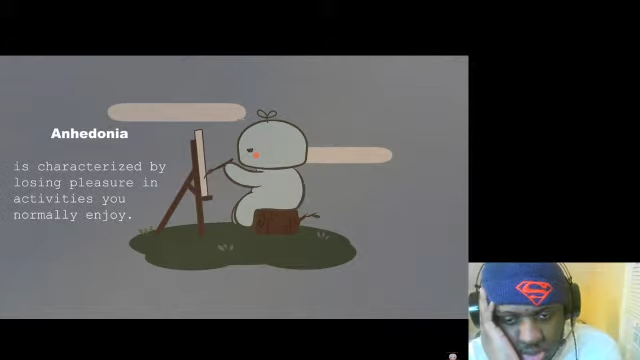 Anhedonia
is characterized by
losing pleasure in
activities you
normally enjoy.